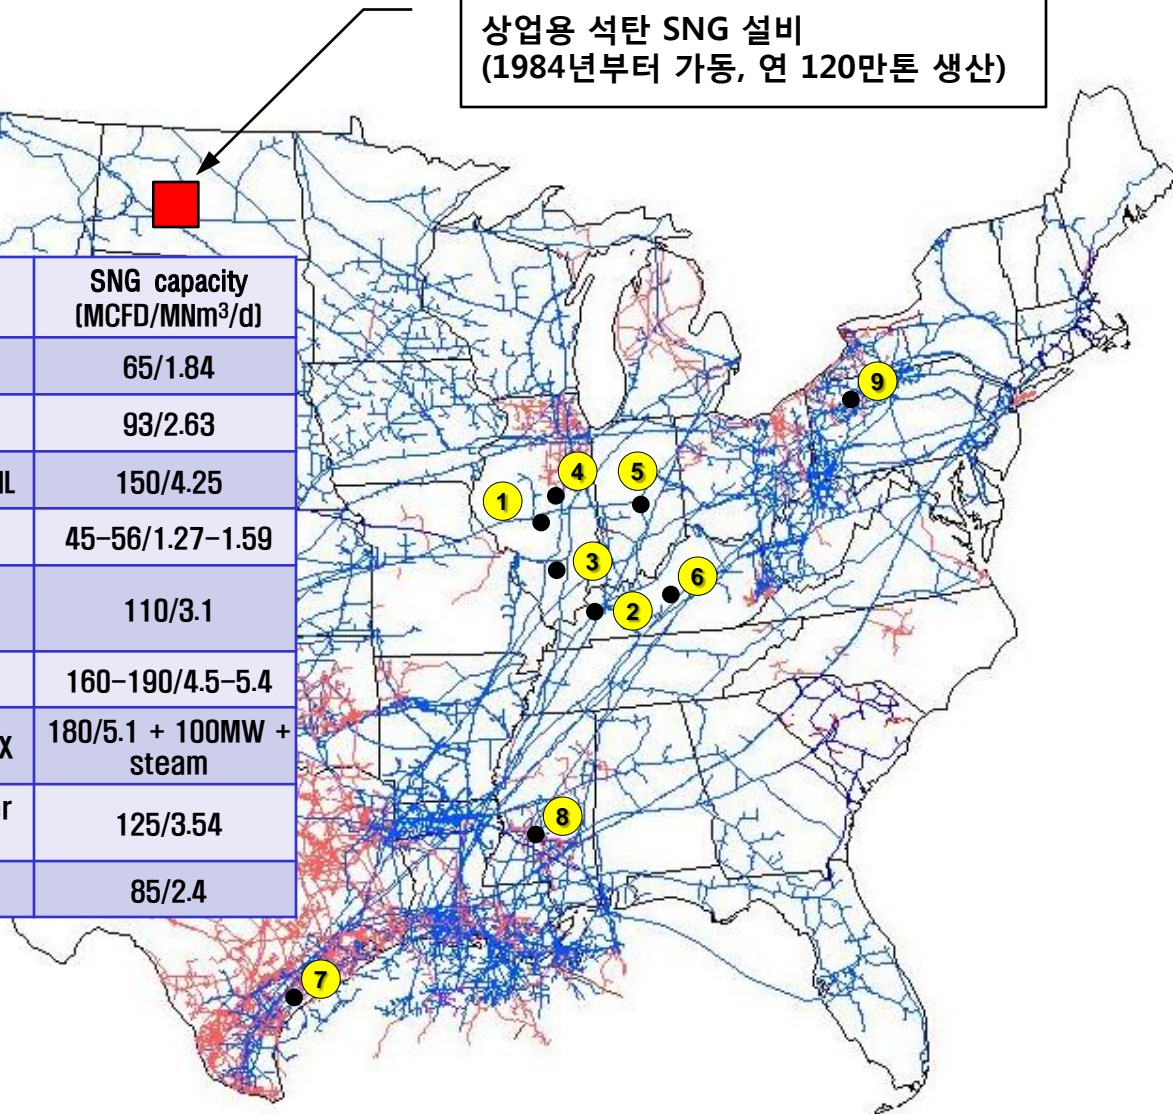 상업용 석탄 SNG 설비
(1984년부터 가동, 연 120만톤 생산)
SNG capacity
(MCFD/MNm³/d)
65/1.84
93/2.63
IL
150/4.25
45-56/1.27-1.59
110/3.1
160-190/4.5-5.4
X
180/5.1 + 100MW +
steam
er
125/3.54
85/2.4
9
4
5
1
3
6
2
8
7